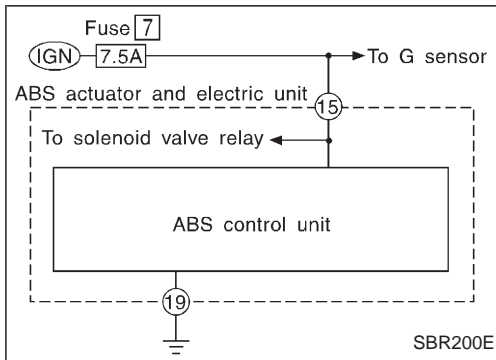 Fuse 7
IGN 7.5A To G sensor
ABS actuator and electric unit 15
To solenoid valve relay
ABS control unit
19
SBR200E